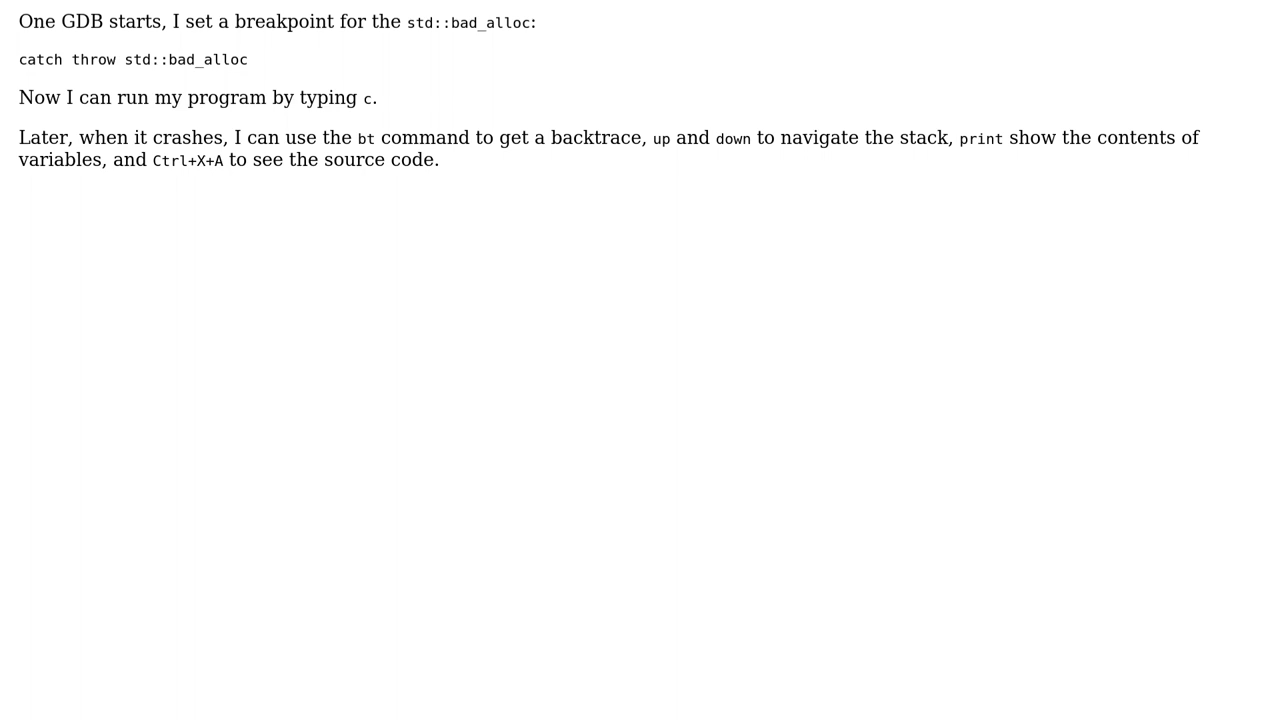 One GDB starts, I set a breakpoint for the std::bad_alloc:
catch throw std::bad_alloc
Now I can run my program by typing c.
Later, when it crashes, I can use the bt command to get a backtrace, up and down to navigate the stack, print show the contents of
variables, and Ctrl+X+A to see the source code.